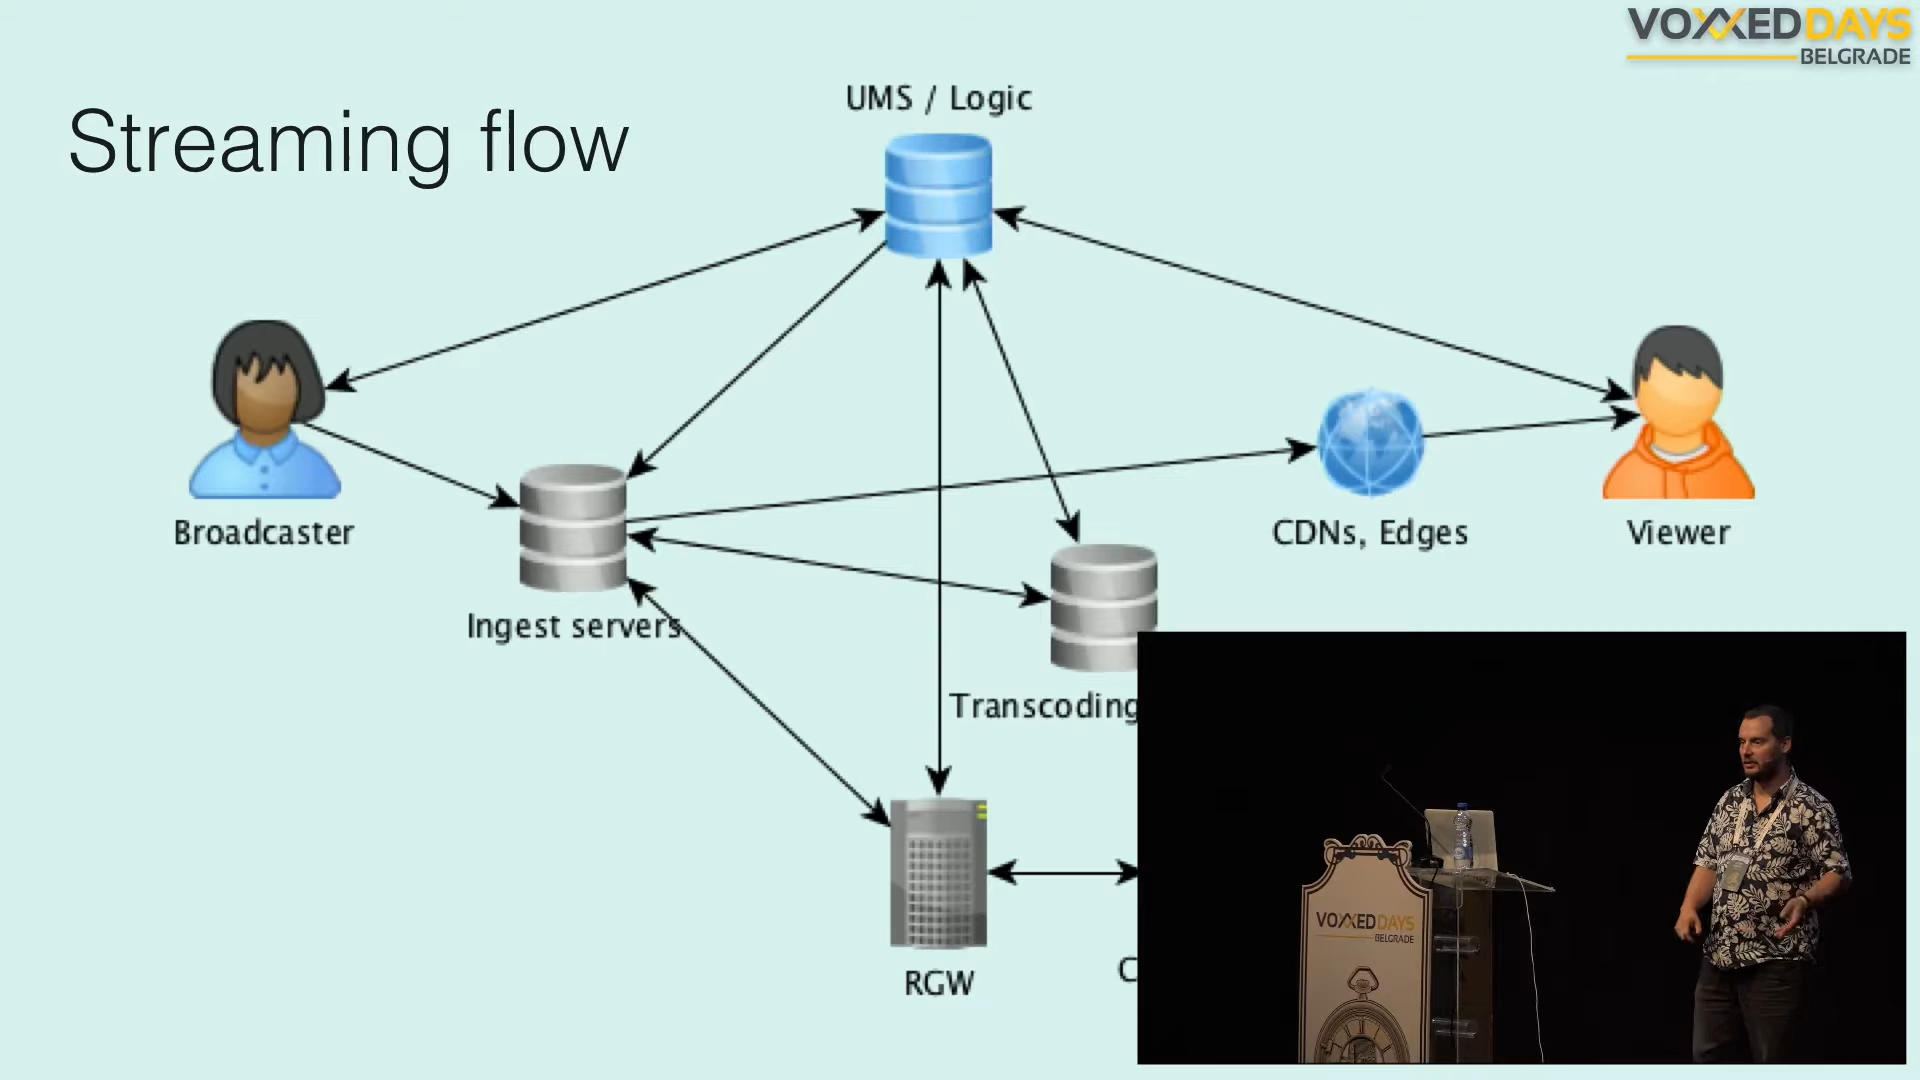 VOXXED DAYS
BELGRADE
UMS / Logic
Streaming flow
Broadcaster
CDNs, Edges
Viewer
Ingest servers
Transcoding
RGW
C
VOXXED DAYS
BELGRADE